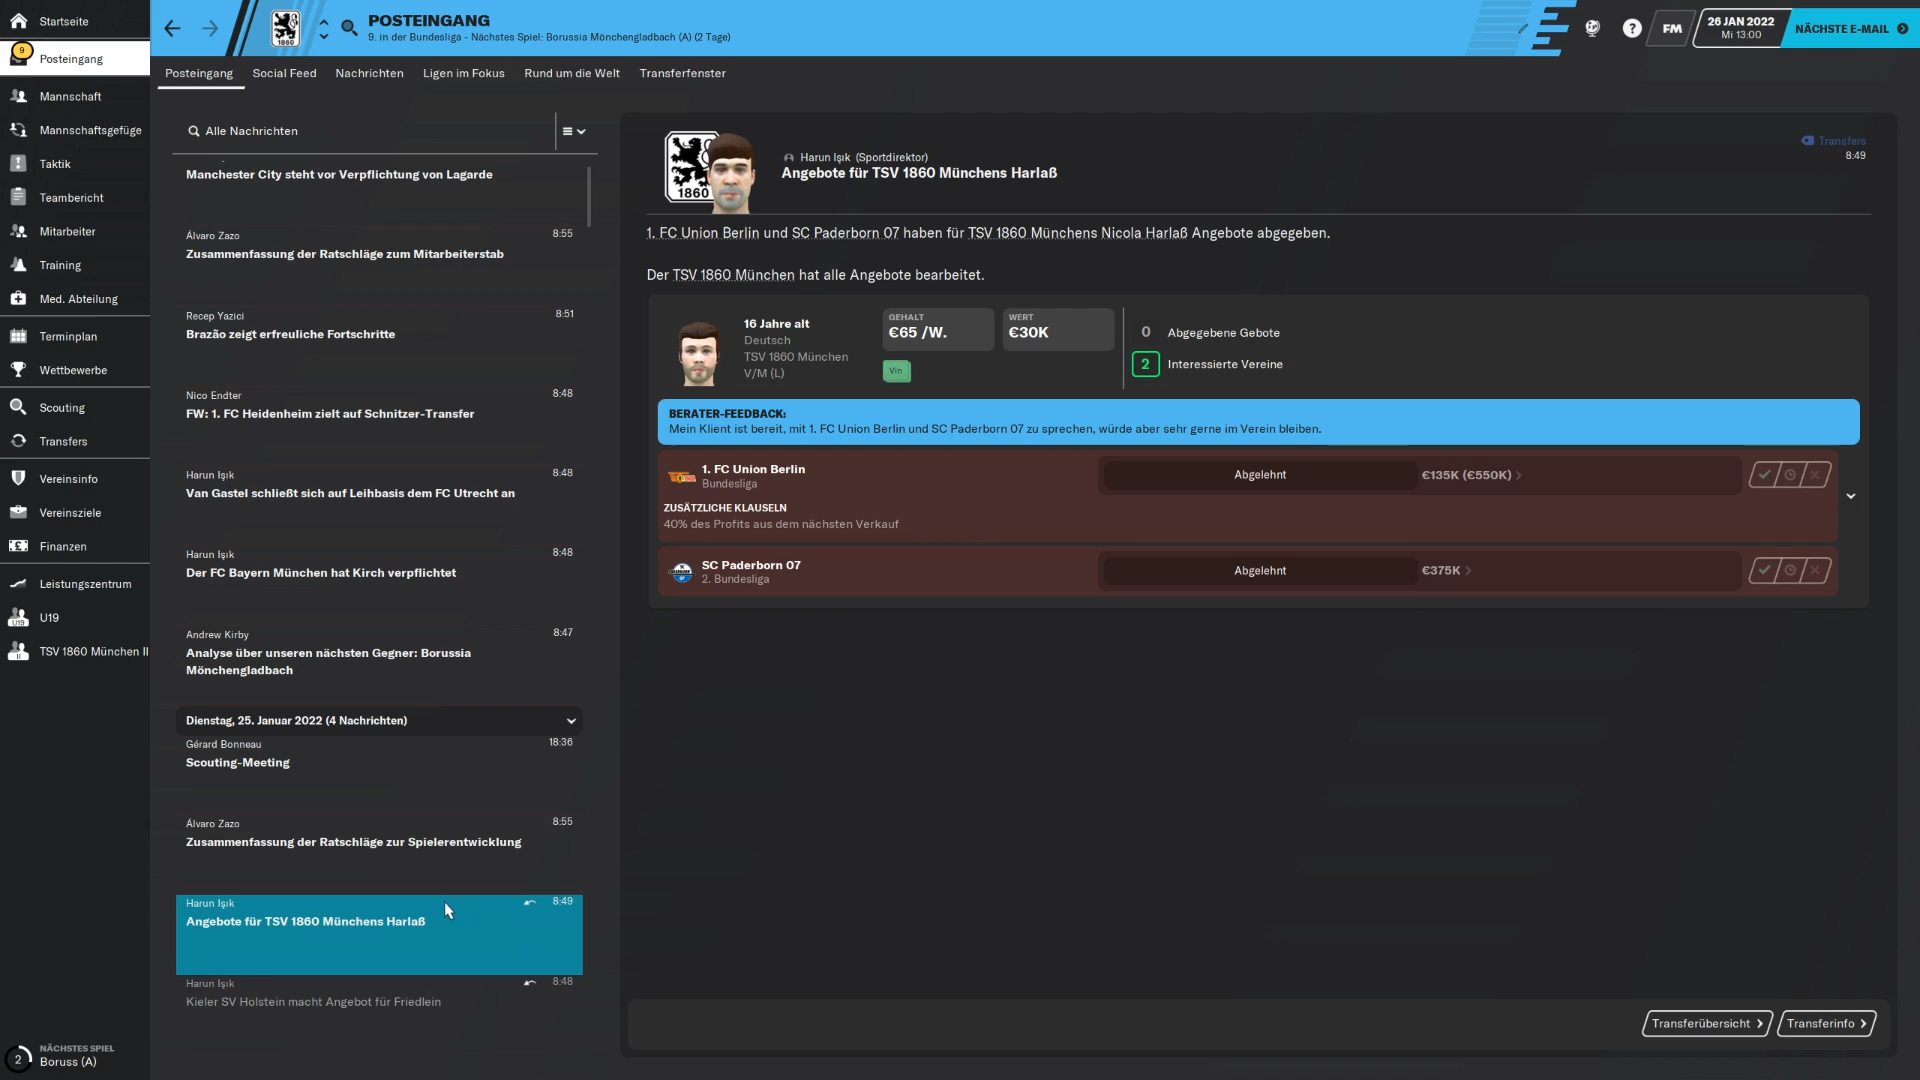 Startseite
9
Posteingang
Mannschaft
Mannschaftsgefüge
Taktik
Teambericht
Mitarbeiter
Training
Med. Abteilung
Terminplan
Wettbewerbe
Scouting
Transfers
Vereinsinfo
Vereinsziele
Finanzen
Leistungszentrum
U19
U19
II
TSV 1860 München II
2
NÄCHSTES SPIEL
Boruss (A)
1860
POSTEINGANG
9. in der Bundesliga - Nächstes Spiel: Borussia Mönchengladbach (A) (2 Tage)
?
FM
26 JAN 2022
Mi 13:00
NÄCHSTE E-MAIL
Posteingang
Social Feed
Nachrichten
Ligen im Fokus
Rund um die Welt
Transferfenster
Alle Nachrichten
Manchester City steht vor Verpflichtung von Lagarde
Álvaro Zazo
8:55
Zusammenfassung der Ratschläge zum Mitarbeiterstab
Recep Yazici
8:51
Brazão zeigt erfreuliche Fortschritte
Nico Endter
8:48
FW: 1. FC Heidenheim zielt auf Schnitzer-Transfer
Harun Işık
8:48
Van Gastel schließt sich auf Leihbasis dem FC Utrecht an
Harun Işık
8:48
Der FC Bayern München hat Kirch verpflichtet
Andrew Kirby
8:47
Analyse über unseren nächsten Gegner: Borussia
Mönchengladbach
Dienstag, 25. Januar 2022 (4 Nachrichten)
Gérard Bonneau
18:36
Scouting-Meeting
Álvaro Zazo
8:55
Zusammenfassung der Ratschläge zur Spielerentwicklung
Harun Işık
8:49
Angebote für TSV 1860 Münchens Harlaß
Harun Işık
8:48
Kieler SV Holstein macht Angebot für Friedlein
1860
Harun Işık (Sportdirektor)
Angebote für TSV 1860 Münchens Harlaß
Transfers
8:49
1. FC Union Berlin und SC Paderborn 07 haben für TSV 1860 Münchens Nicola Harlaß Angebote abgegeben.
Der TSV 1860 München hat alle Angebote bearbeitet.
16 Jahre alt
Deutsch
TSV 1860 München
V/M (L)
GEHALT
€65 /W.
WERT
€30K
Vin
0 Abgegebene Gebote
2 Interessierte Vereine
BERATER-FEEDBACK:
Mein Klient ist bereit, mit 1. FC Union Berlin und SC Paderborn 07 zu sprechen, würde aber sehr gerne im Verein bleiben.
1. FC Union Berlin
Bundesliga
Abgelehnt
€135K (€550K)
ZUSÄTZLICHE KLAUSELN
40% des Profits aus dem nächsten Verkauf
SC Paderborn 07
2. Bundesliga
Abgelehnt
€375K
Transferübersicht
Transferinfo